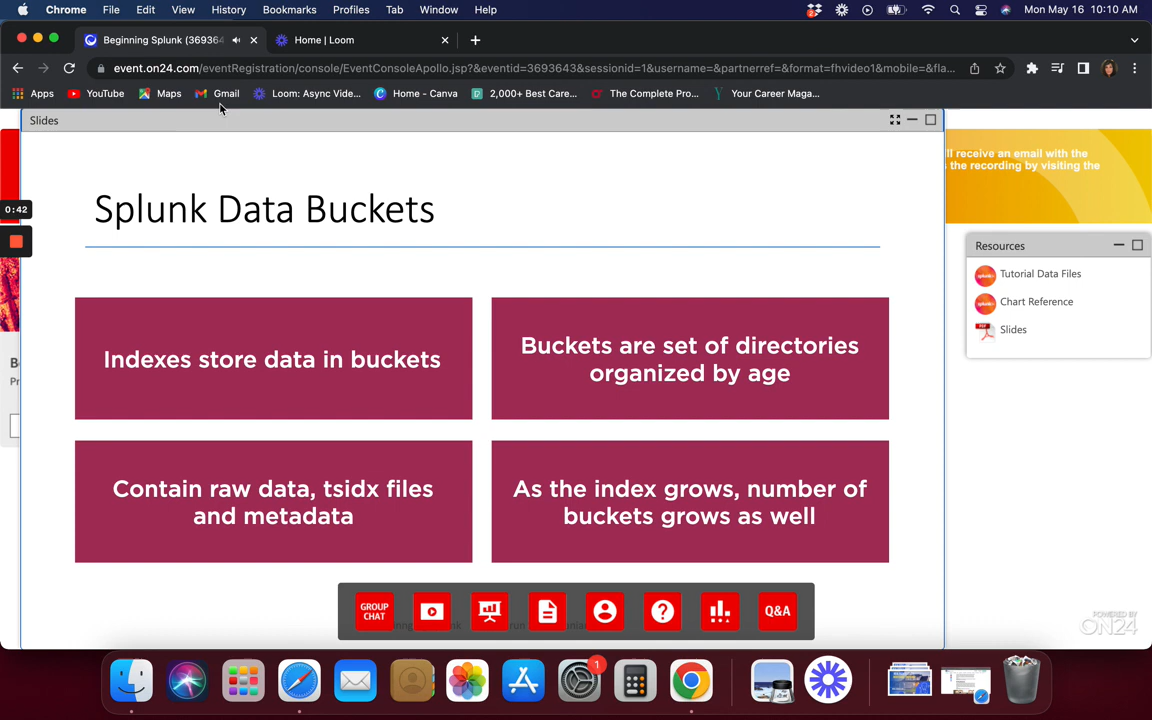 Chrome File Edit View History Bookmarks Profiles Tab Window Help Mon May 16 10:10 AM
Beginning Splunk (369364 Home | Loom
event.on24.com/eventRegistration/console/EventConsoleApollo.jsp?&eventid=3693643&sessionid=1&username=&partnerref=&format=fhvideo1&mobile=&fla...
Apps YouTube Maps Gmail Loom: Async Vide... Home - Canva 2,000+ Best Care... The Complete Pro... Your Career Maga...
Slides
ll receive an email with the
s the recording by visiting the
0:42
Splunk Data Buckets
Resources
Tutorial Data Files
Chart Reference
PDF
Slides
Indexes store data in buckets
Buckets are set of directories
organized by age
Contain raw data, tsidx files
and metadata
As the index grows, number of
buckets grows as well
GROUP
CHAT
Q&A
POWERED BY
ON24
1